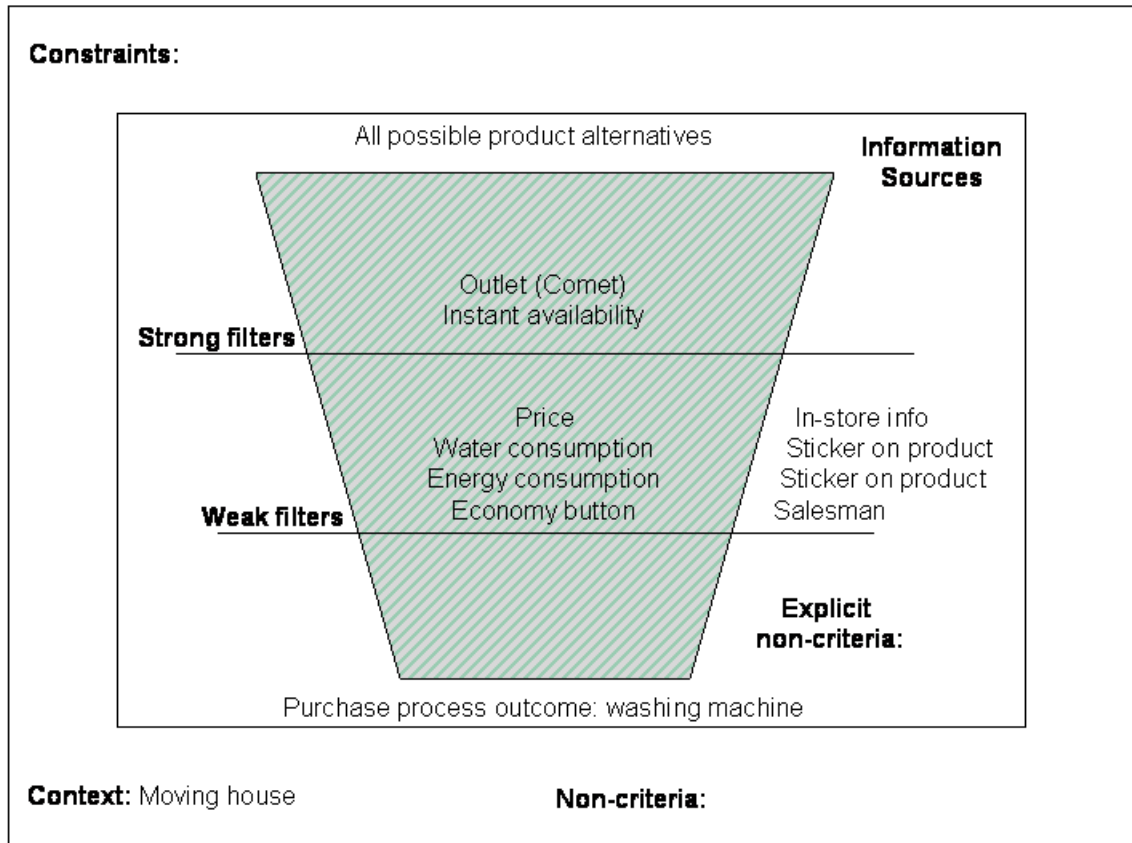 Constraints:
All possible product alternatives
Information
Sources
Outlet (Comet)
Instant availability
Strong filters
Price In-store info
Water consumption Sticker on product
Energy consumption Sticker on product
Economy button Salesman
Weak filters
Explicit
non-criteria:
Purchase process outcome: washing machine
Context: Moving house Non-criteria: